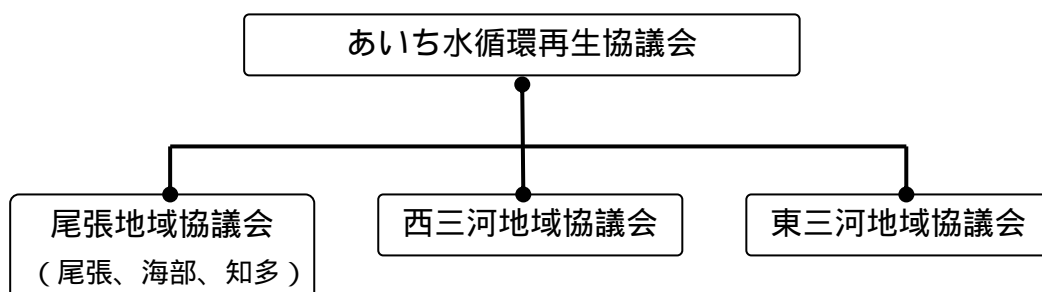 あいち水循環再生協議会
尾張地域協議会
（尾張、海部、知多）
西三河地域協議会
東三河地域協議会